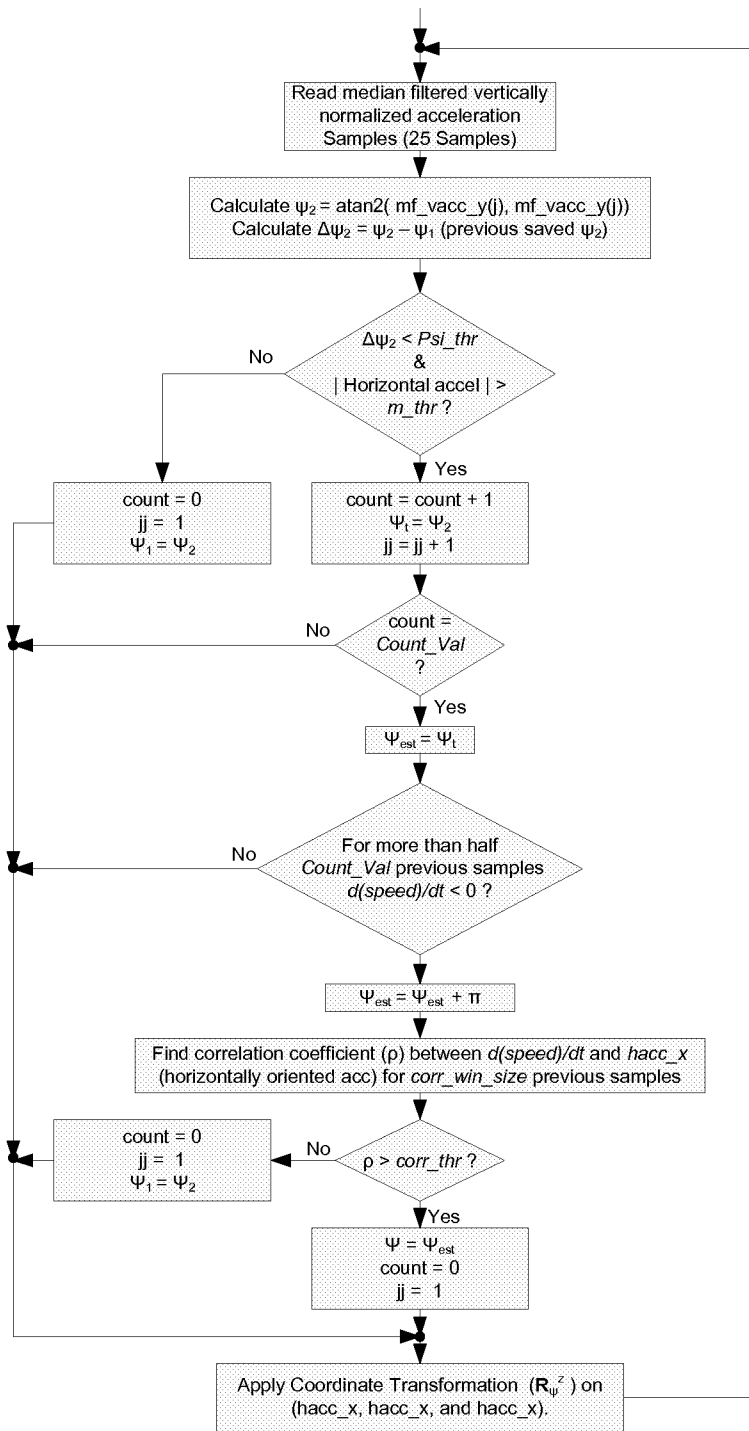 Read median filtered vertically
normalized acceleration
Samples (25 Samples)
Calculate ψ₂ = atan2( mf_vacc_y(j), mf_vacc_y(j))
Calculate Δψ₂ = ψ₂ – ψ₁ (previous saved ψ₂)
Δψ₂ < Psi_thr
&
| Horizontal accel | >
m_thr ?
No
Yes
count = 0
jj = 1
Ψ₁ = Ψ₂
count = count + 1
Ψt = Ψ₂
jj = jj + 1
count =
Count_Val
?
No
Yes
Ψest = Ψt
For more than half
Count_Val previous samples
d(speed)/dt < 0 ?
No
Ψest = Ψest + π
Find correlation coefficient (ρ) between d(speed)/dt and hacc_x
(horizontally oriented acc) for corr_win_size previous samples
count = 0
jj = 1
Ψ₁ = Ψ₂
No
ρ > corr_thr ?
Yes
Ψ = Ψest
count = 0
jj = 1
Apply Coordinate Transformation (Rψᶻ ) on
(hacc_x, hacc_x, and hacc_x).